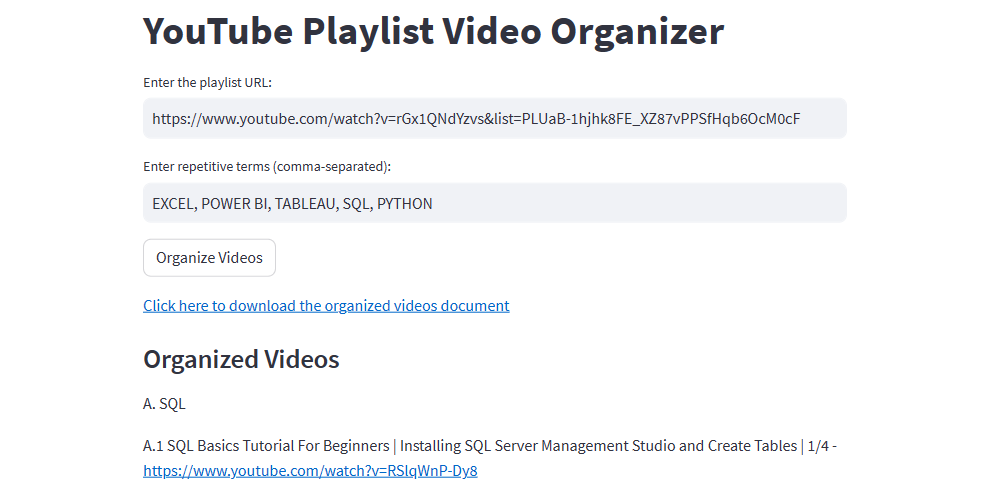 YouTube Playlist Video Organizer
Enter the playlist URL:
https://www.youtube.com/watch?v=rGx1QNdYzvs&list=PLUaB-1hjhk8FE_XZ87vPPSfHqb6OcM0cF
Enter repetitive terms (comma-separated):
EXCEL, POWER BI, TABLEAU, SQL, PYTHON
Organize Videos
Click here to download the organized videos document
Organized Videos
A. SQL
A.1 SQL Basics Tutorial For Beginners | Installing SQL Server Management Studio and Create Tables | 1/4 -
https://www.youtube.com/watch?v=RSlqWnP-Dy8